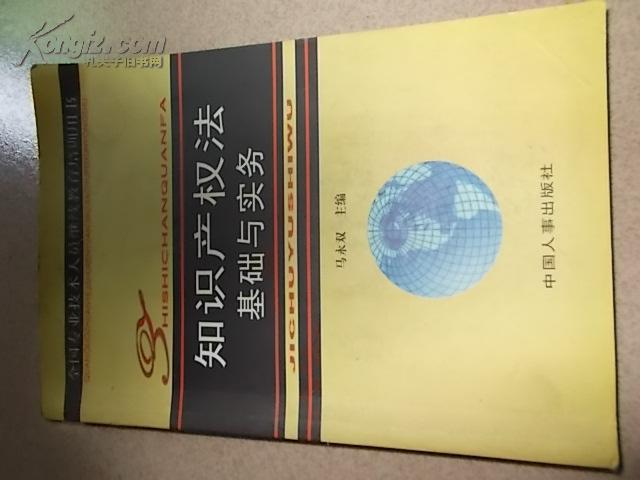 Kongfz.com
孔夫子旧书网
全国专业技术人员继续教育培训用书
ZHISHICHANQUANFA
知识产权法
基础与实务
JICHUYUSHIWU
马永双 主编
中国人事出版社